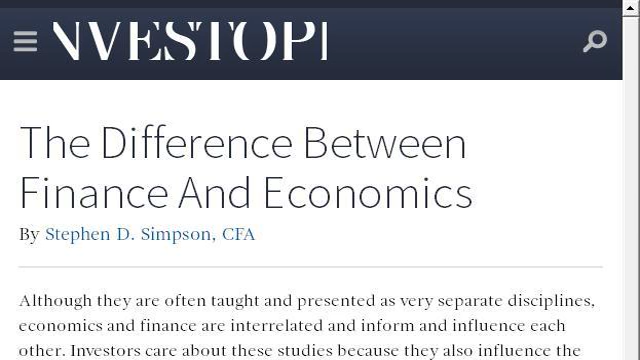 NVESTOPI
The Difference Between
Finance And Economics
By Stephen D. Simpson, CFA
Although they are often taught and presented as very separate disciplines,
economics and finance are interrelated and inform and influence each
other. Investors care about these studies because they also influence the